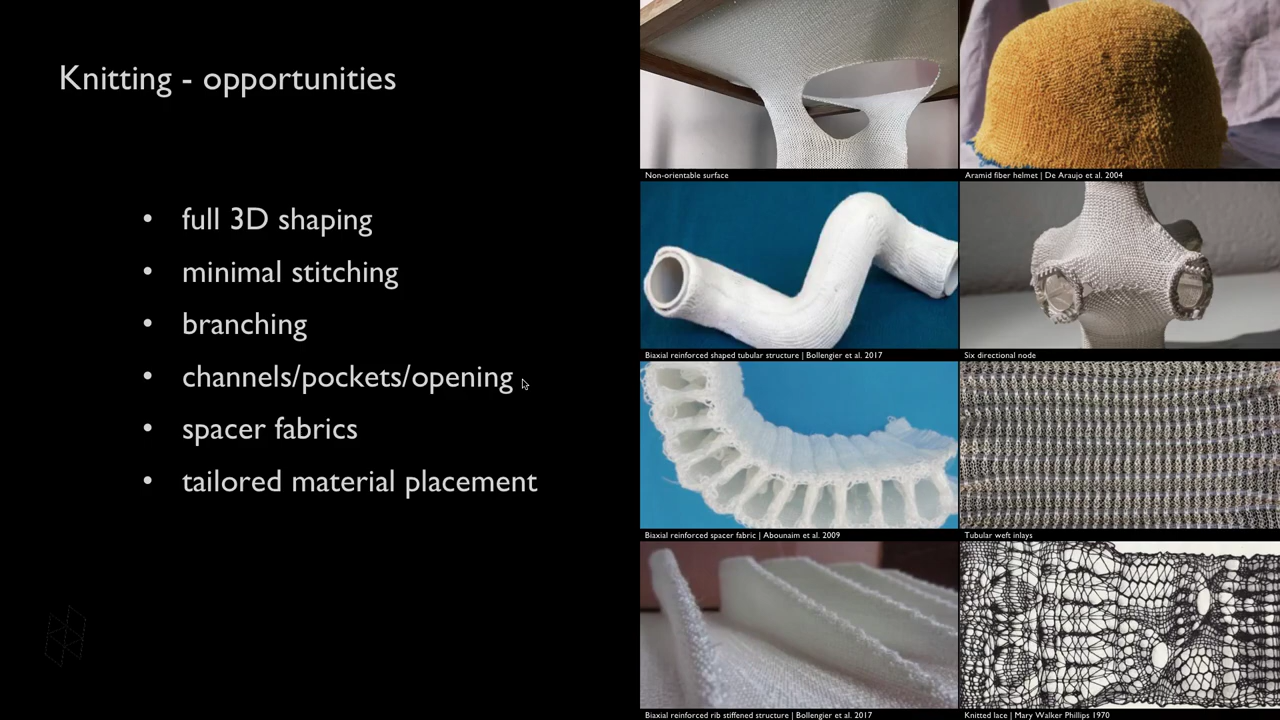 Knitting - opportunities
• full 3D shaping
• minimal stitching
• branching
• channels/pockets/opening
• spacer fabrics
• tailored material placement
Non-orientable surface
Aramid fiber helmet | De Araujo et al. 2004
Biaxial reinforced shaped tubular structure | Bollengier et al. 2017
Six directional node
Biaxial reinforced spacer fabric | Abounaim et al. 2009
Tubular weft inlays
Biaxial reinforced rib stiffened structure | Bollengier et al. 2017
Knitted lace | Mary Walker Phillips 1970